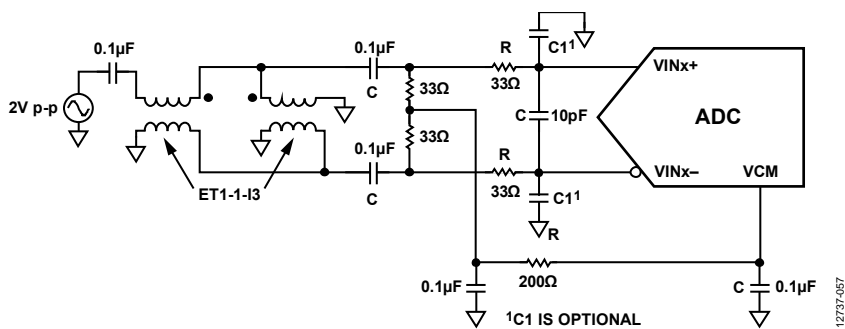 0.1µF
2V p-p
ET1-1-I3
0.1µF
C
33Ω
33Ω
0.1µF
C
R
33Ω
C1¹
C
10pF
R
33Ω
C1¹
R
VINx+
ADC
VINx–
VCM
0.1µF
200Ω
C
0.1µF
¹C1 IS OPTIONAL
12737-057